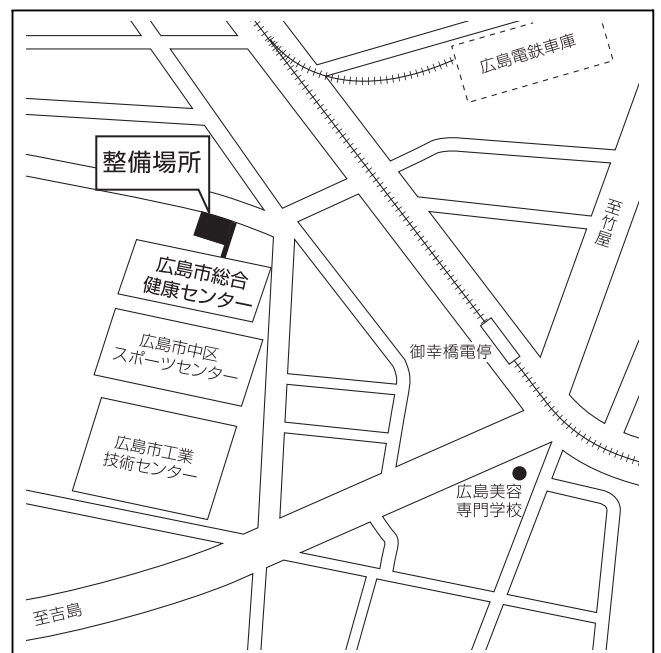 広島電鉄車庫
整備場所
至竹屋
広島市総合
健康センター
広島市中区
スポーツセンター
御幸橋電停
広島市工業
技術センター
広島美容
専門学校
至吉島